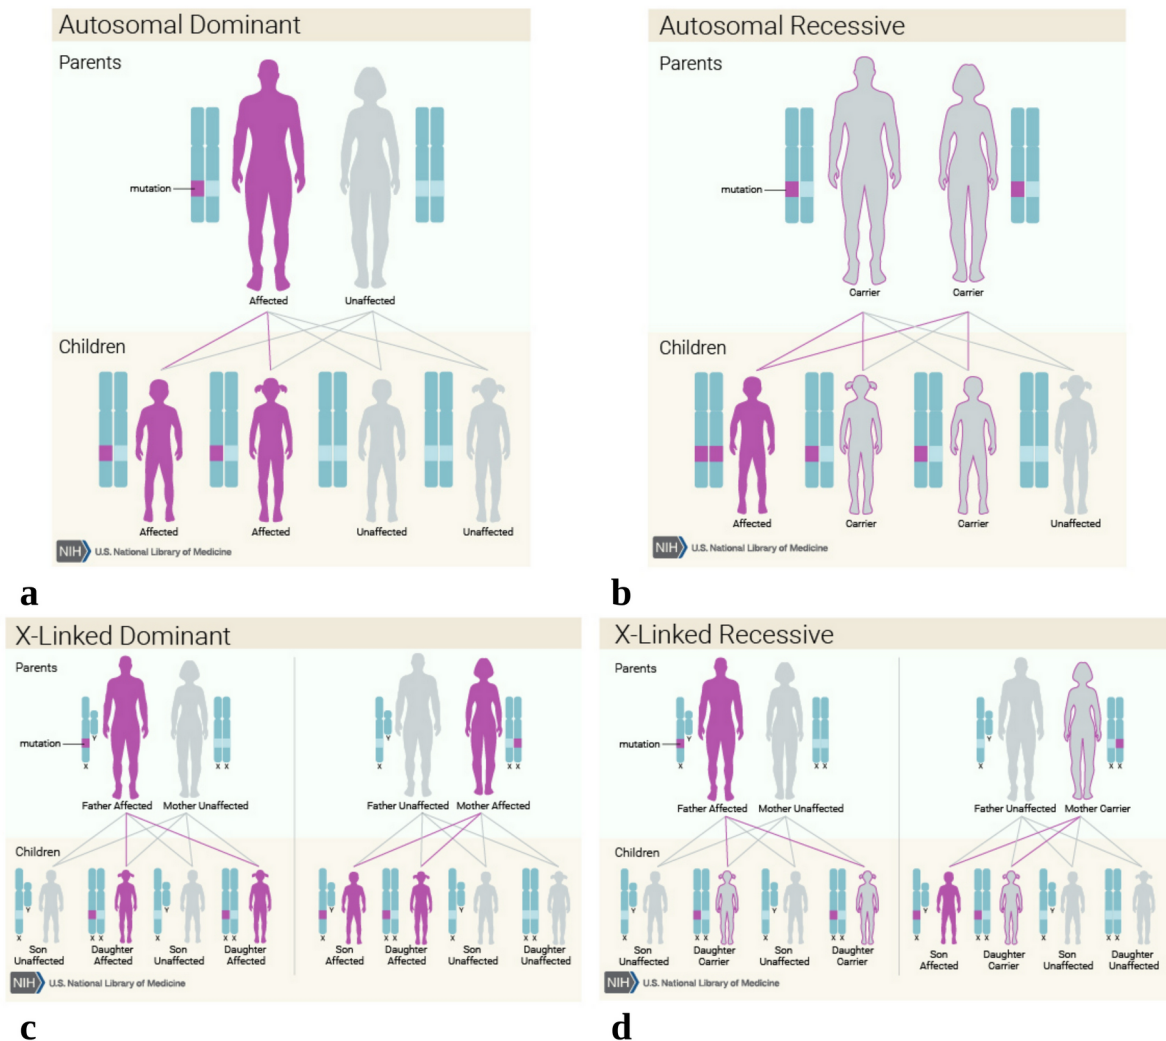 Autosomal Dominant
Parents
mutation
Affected Unaffected
Children
Affected Affected Unaffected Unaffected
NIH U.S. National Library of Medicine
a
Autosomal Recessive
Parents
mutation
Carrier Carrier
Children
Affected Carrier Carrier Unaffected
NIH U.S. National Library of Medicine
b
X-Linked Dominant
Parents
Y
mutation
X X X
Father Affected Mother Unaffected
Y
X X X
Father Unaffected Mother Affected
Children
Y Y
X X X X X X
Son Daughter Son Daughter
Unaffected Affected Unaffected Affected
Y Y
X X X X X X
Son Daughter Son Daughter
Affected Affected Unaffected Unaffected
NIH U.S. National Library of Medicine
c
X-Linked Recessive
Parents
Y
mutation
X X X
Father Affected Mother Unaffected
Y
X X X
Father Unaffected Mother Carrier
Children
Y Y
X X X X X X
Son Daughter Son Daughter
Unaffected Carrier Unaffected Carrier
Y Y
X X X X X X
Son Daughter Son Daughter
Affected Carrier Unaffected Unaffected
NIH U.S. National Library of Medicine
d